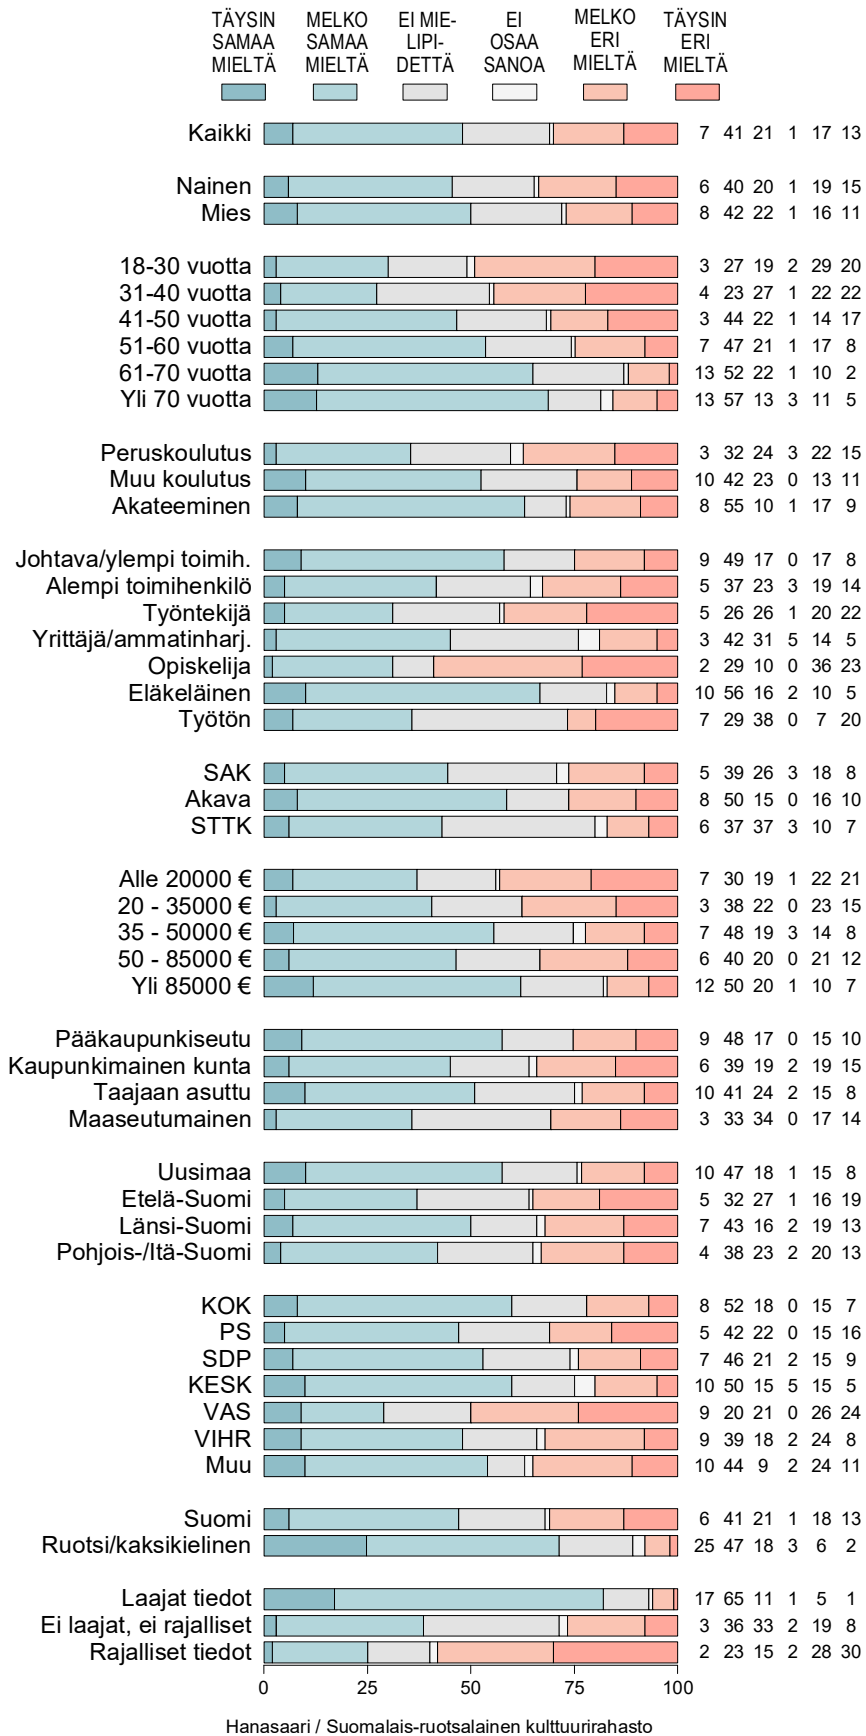 TÄYSIN MELKO EI MIE- EI MELKO TÄYSIN
SAMAA SAMAA LIPI- OSAA ERI ERI
MIELTÄ MIELTÄ DETTÄ SANOA MIELTÄ MIELTÄ
Kaikki 7 41 21 1 17 13
Nainen 6 40 20 1 19 15
Mies 8 42 22 1 16 11
18-30 vuotta 3 27 19 2 29 20
31-40 vuotta 4 23 27 1 22 22
41-50 vuotta 3 44 22 1 14 17
51-60 vuotta 7 47 21 1 17 8
61-70 vuotta 13 52 22 1 10 2
Yli 70 vuotta 13 57 13 3 11 5
Peruskoulutus 3 32 24 3 22 15
Muu koulutus 10 42 23 0 13 11
Akateeminen 8 55 10 1 17 9
Johtava/ylempi toimih. 9 49 17 0 17 8
Alempi toimihenkilö 5 37 23 3 19 14
Työntekijä 5 26 26 1 20 22
Yrittäjä/ammatinharj. 3 42 31 5 14 5
Opiskelija 2 29 10 0 36 23
Eläkeläinen 10 56 16 2 10 5
Työtön 7 29 38 0 7 20
SAK 5 39 26 3 18 8
Akava 8 50 15 0 16 10
STTK 6 37 37 3 10 7
Alle 20000 € 7 30 19 1 22 21
20 - 35000 € 3 38 22 0 23 15
35 - 50000 € 7 48 19 3 14 8
50 - 85000 € 6 40 20 0 21 12
Yli 85000 € 12 50 20 1 10 7
Pääkaupunkiseutu 9 48 17 0 15 10
Kaupunkimainen kunta 6 39 19 2 19 15
Taajaan asuttu 10 41 24 2 15 8
Maaseutumainen 3 33 34 0 17 14
Uusimaa 10 47 18 1 15 8
Etelä-Suomi 5 32 27 1 16 19
Länsi-Suomi 7 43 16 2 19 13
Pohjois-/Itä-Suomi 4 38 23 2 20 13
KOK 8 52 18 0 15 7
PS 5 42 22 0 15 16
SDP 7 46 21 2 15 9
KESK 10 50 15 5 15 5
VAS 9 20 21 0 26 24
VIHR 9 39 18 2 24 8
Muu 10 44 9 2 24 11
Suomi 6 41 21 1 18 13
Ruotsi/kaksikielinen 25 47 18 3 6 2
Laajat tiedot 17 65 11 1 5 1
Ei laajat, ei rajalliset 3 36 33 2 19 8
Rajalliset tiedot 2 23 15 2 28 30
0 25 50 75 100
Hanasaari / Suomalais-ruotsalainen kulttuurirahasto